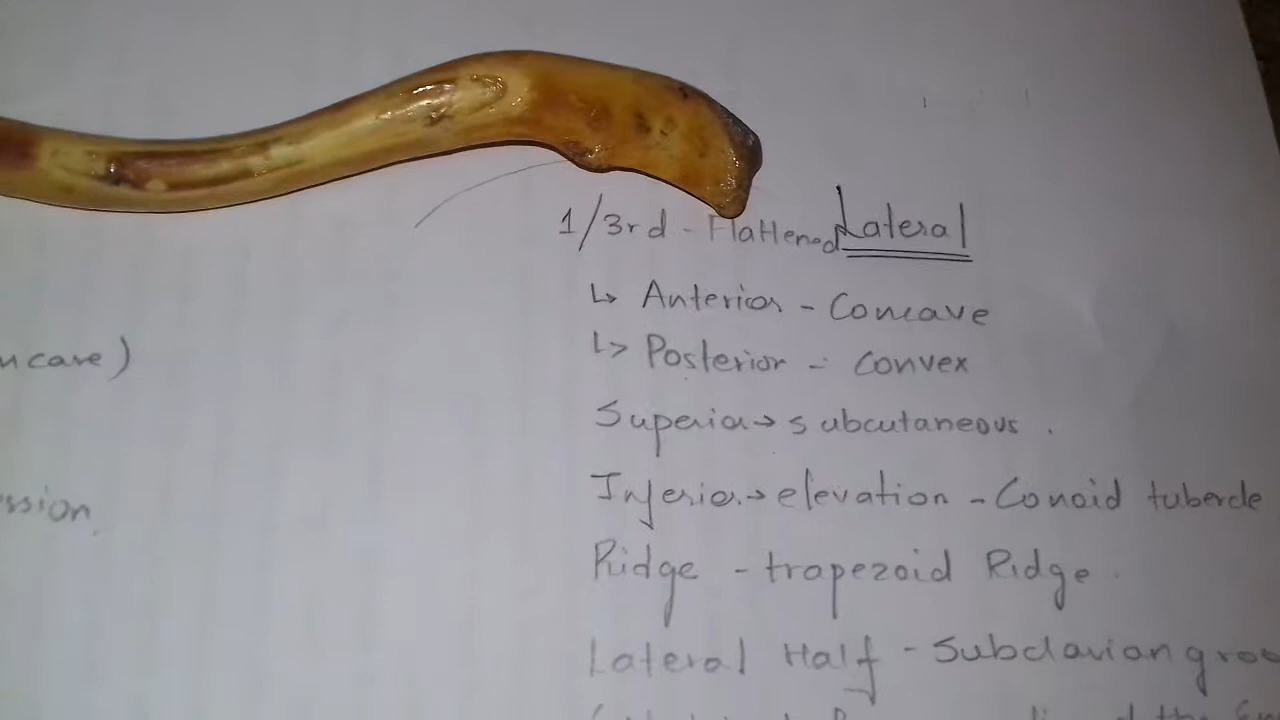 1/3rd - Flattened Lateral
↳ Anterior - Concave
↳ Posterior - Convex
ncave)
Superior → subcutaneous.
Inferior → elevation - Conoid tubercle
ssion.
Ridge - trapezoid Ridge.
Lateral Half - Subclavian groo